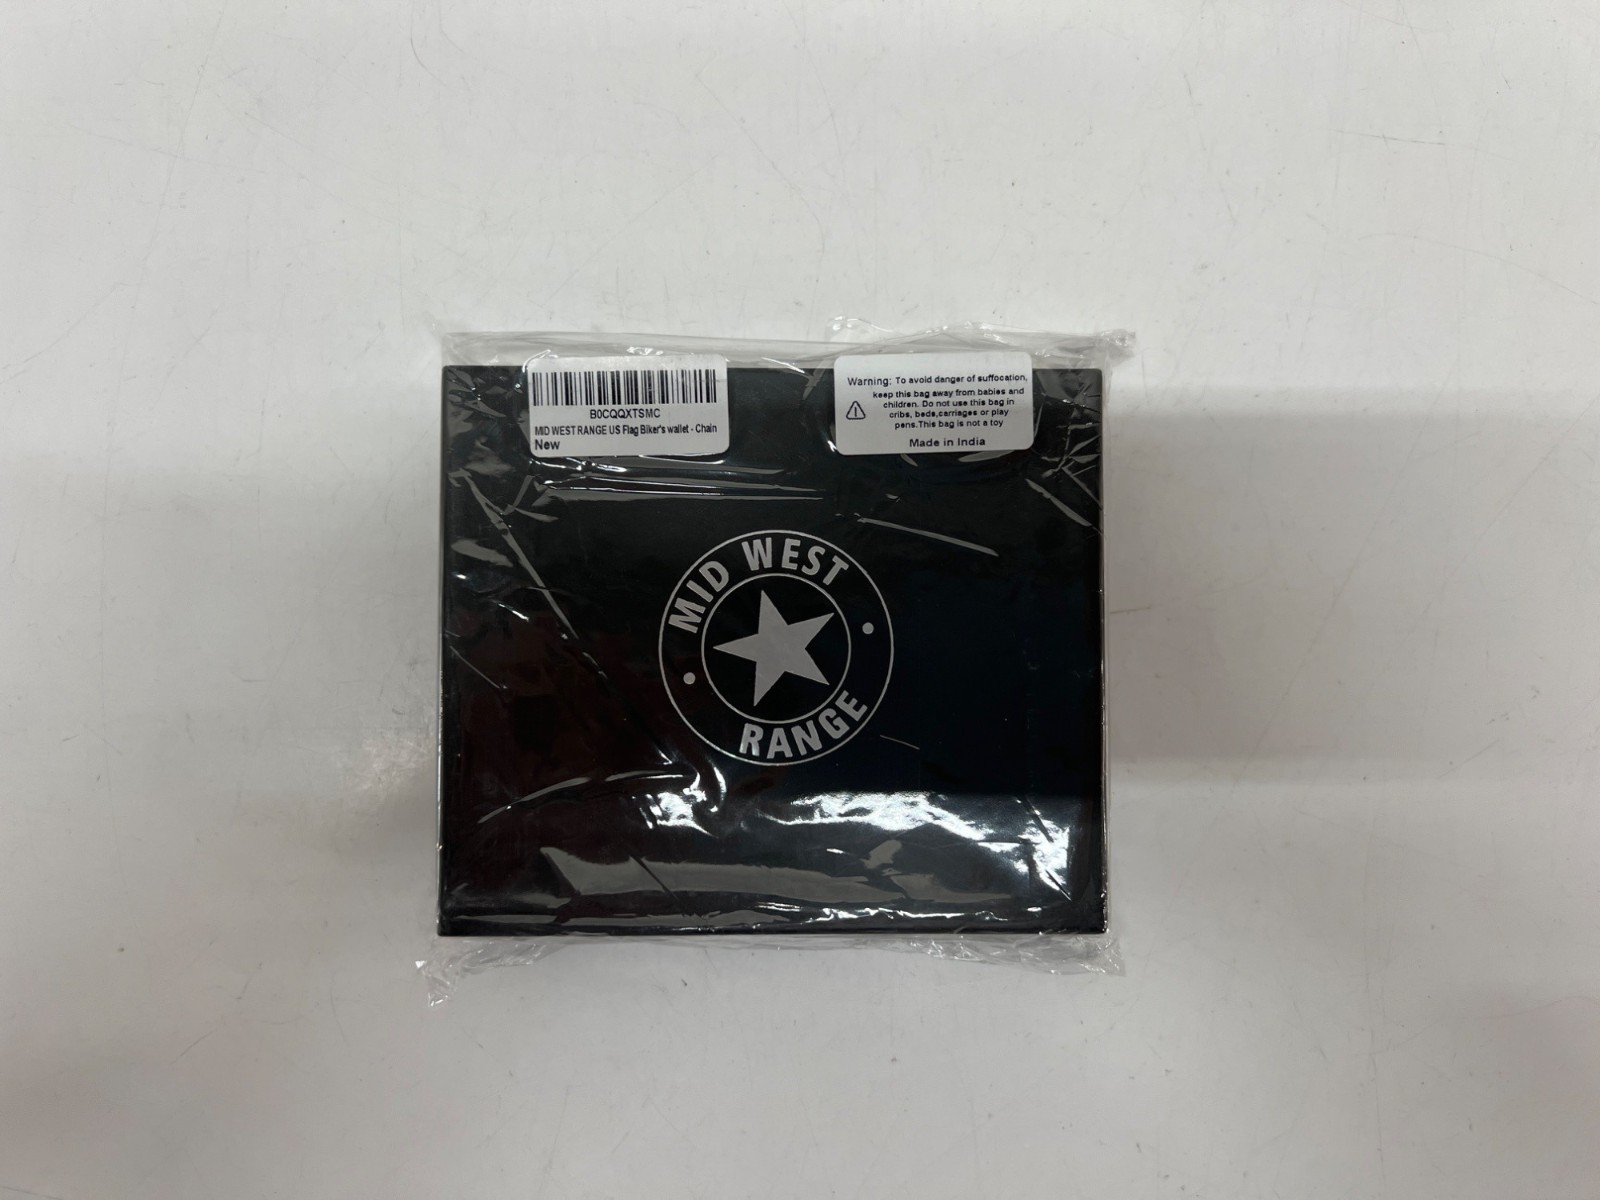 B0CQQXTSMC
MID WEST RANGE US Flag Biker's wallet - Chain
New
Warning: To avoid danger of suffocation,
keep this bag away from babies and
children. Do not use this bag in
cribs, beds,carriages or play
pens.This bag is not a toy
Made in India
MID WEST
RANGE